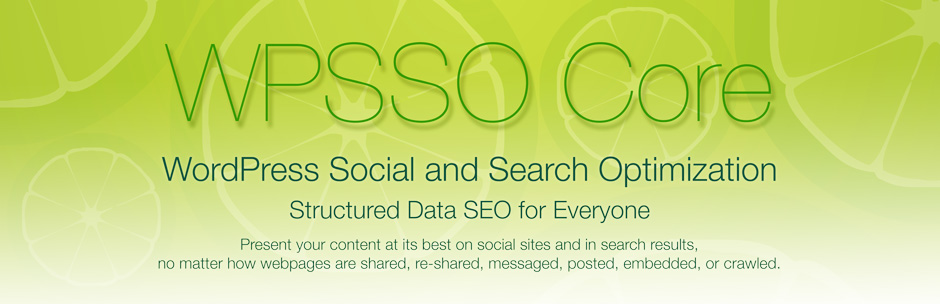 WPSSO Core
WordPress Social and Search Optimization
Structured Data SEO for Everyone
Present your content at its best on social sites and in search results,
no matter how webpages are shared, re-shared, messaged, posted, embedded, or crawled.